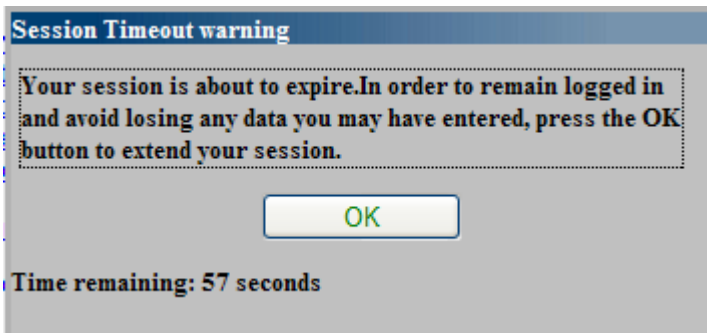 Session Timeout warning
Your session is about to expire.In order to remain logged in
and avoid losing any data you may have entered, press the OK
button to extend your session.
OK
Time remaining: 57 seconds